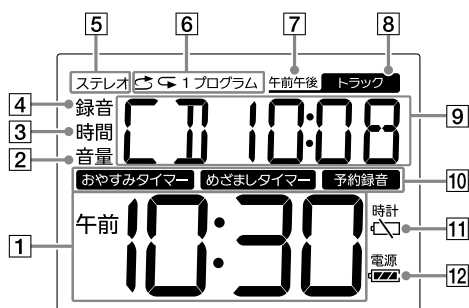 5 6 7 8
ステレオ 1 プログラム 午前午後 トラック
4 録音
3 時間
2 音量
CD 10:08 9
おやすみタイマー めざましタイマー 予約録音 10
1 午前 10:30
時計 11
電源 12